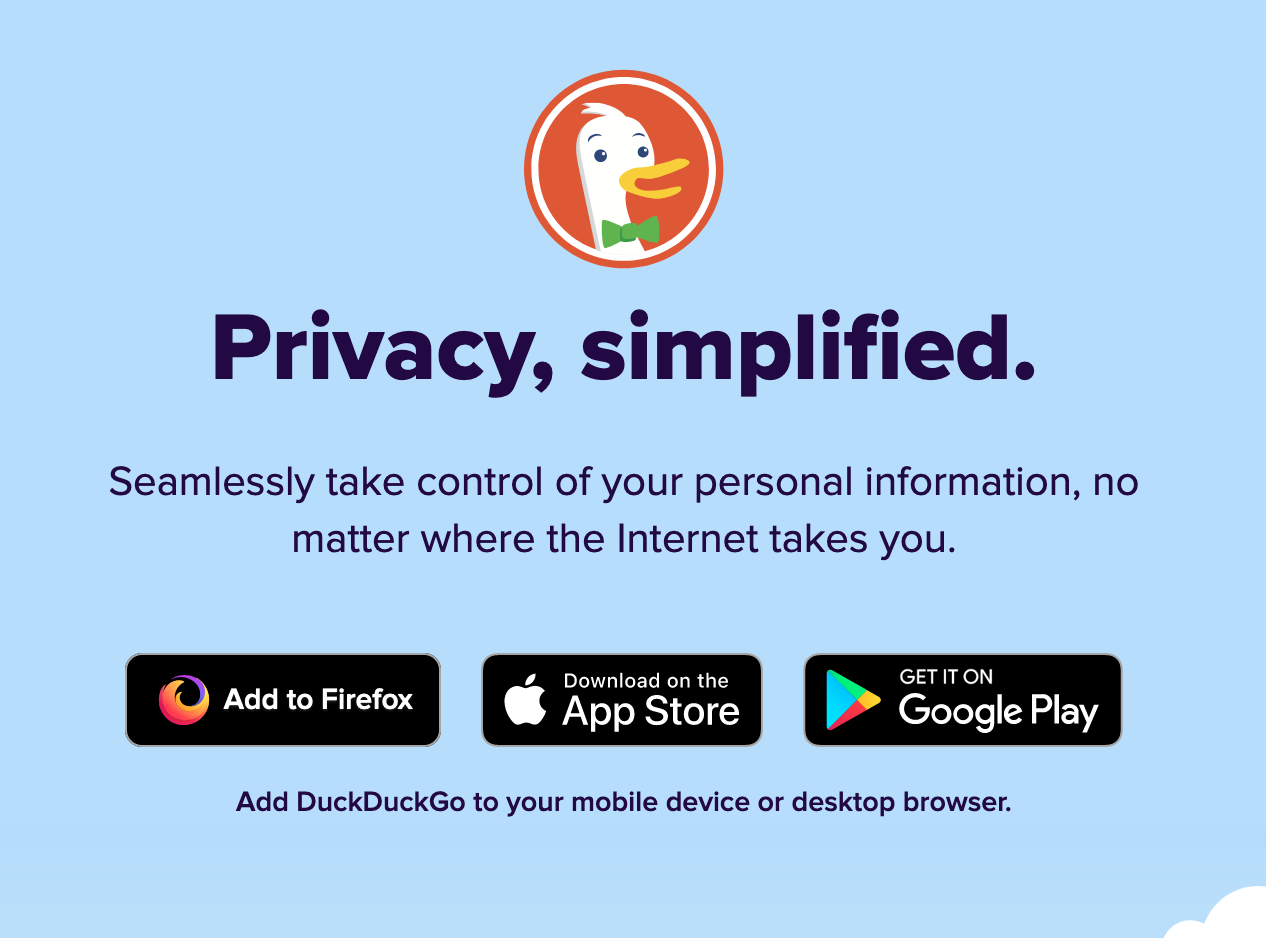 Privacy, simplified.
Seamlessly take control of your personal information, no
matter where the Internet takes you.
Add to Firefox
Download on the
App Store
GET IT ON
Google Play
Add DuckDuckGo to your mobile device or desktop browser.